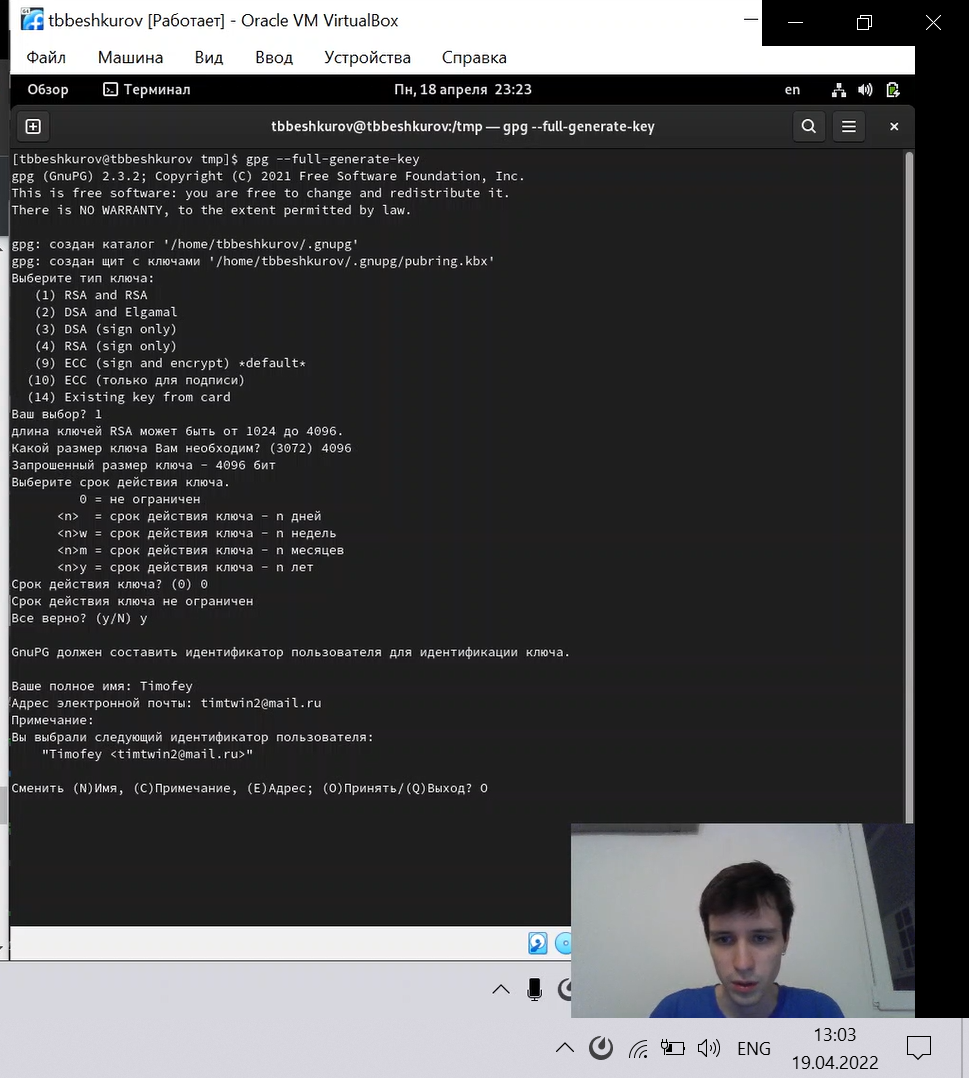 tbbeshkurov [Работает] - Oracle VM VirtualBox
Файл Машина Вид Ввод Устройства Справка
Обзор Терминал Пн, 18 апреля 23:23 en
tbbeshkurov@tbbeshkurov:/tmp — gpg --full-generate-key
[tbbeshkurov@tbbeshkurov tmp]$ gpg --full-generate-key
gpg (GnuPG) 2.3.2; Copyright (C) 2021 Free Software Foundation, Inc.
This is free software: you are free to change and redistribute it.
There is NO WARRANTY, to the extent permitted by law.
gpg: создан каталог '/home/tbbeshkurov/.gnupg'
gpg: создан щит с ключами '/home/tbbeshkurov/.gnupg/pubring.kbx'
Выберите тип ключа:
(1) RSA and RSA
(2) DSA and Elgamal
(3) DSA (sign only)
(4) RSA (sign only)
(9) ECC (sign and encrypt) *default*
(10) ECC (только для подписи)
(14) Existing key from card
Ваш выбор? 1
длина ключей RSA может быть от 1024 до 4096.
Какой размер ключа Вам необходим? (3072) 4096
Запрошенный размер ключа - 4096 бит
Выберите срок действия ключа.
0 = не ограничен
<n> = срок действия ключа - n дней
<n>w = срок действия ключа - n недель
<n>m = срок действия ключа - n месяцев
<n>y = срок действия ключа - n лет
Срок действия ключа? (0) 0
Срок действия ключа не ограничен
Все верно? (y/N) y
GnuPG должен составить идентификатор пользователя для идентификации ключа.
Ваше полное имя: Timofey
Адрес электронной почты: timtwin2@mail.ru
Примечание:
Вы выбрали следующий идентификатор пользователя:
"Timofey <timtwin2@mail.ru>"
Сменить (N)Имя, (C)Примечание, (E)Адрес; (O)Принять/(Q)Выход? O
ENG
13:03
19.04.2022